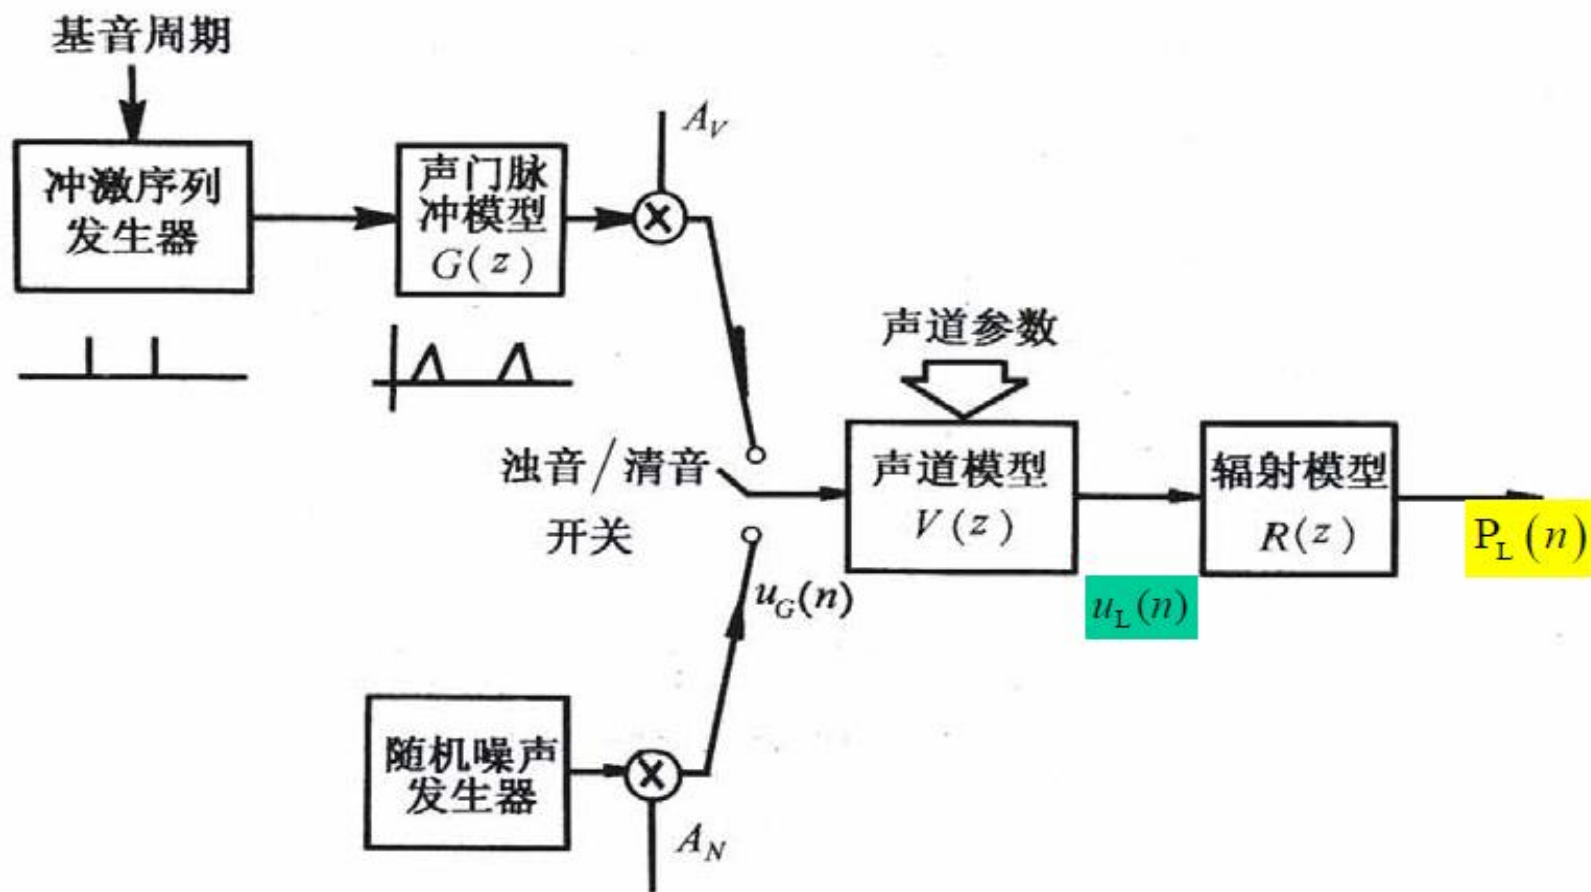 基音周期
冲激序列
发生器
声门脉
冲模型
G(z)
A_V
声道参数
浊音/清音
开关
声道模型
V(z)
辐射模型
R(z)
P_L(n)
u_G(n)
u_L(n)
随机噪声
发生器
A_N